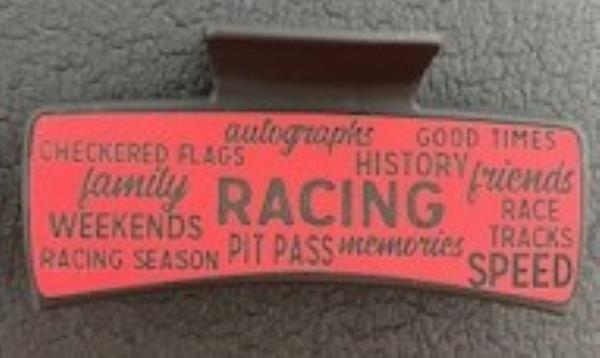 autographs GOOD TIMES
CHECKERED FLAGS HISTORY
family RACING friends
WEEKENDS RACE
RACING SEASON PIT PASS memories TRACKS
SPEED